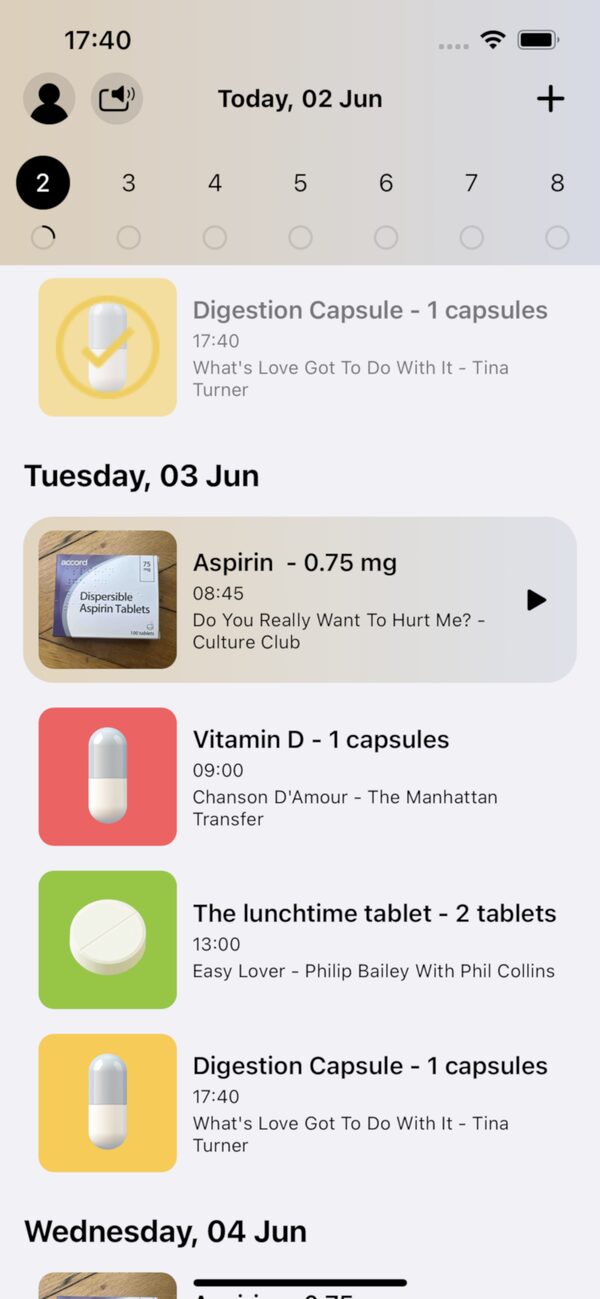 17:40
Today, 02 Jun
2 3 4 5 6 7 8
Digestion Capsule - 1 capsules
17:40
What's Love Got To Do With It - Tina
Turner
Tuesday, 03 Jun
accord
75
mg
Dispersible
Aspirin Tablets
100 tablets
Aspirin - 0.75 mg
08:45
Do You Really Want To Hurt Me? -
Culture Club
Vitamin D - 1 capsules
09:00
Chanson D'Amour - The Manhattan
Transfer
The lunchtime tablet - 2 tablets
13:00
Easy Lover - Philip Bailey With Phil Collins
Digestion Capsule - 1 capsules
17:40
What's Love Got To Do With It - Tina
Turner
Wednesday, 04 Jun